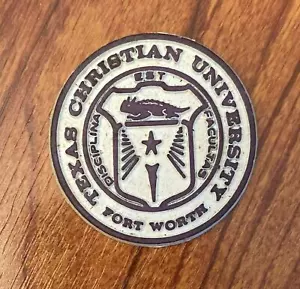 TEXAS CHRISTIAN UNIVERSITY
FORT WORTH
DISCIPLINA
EST
FACULTAS